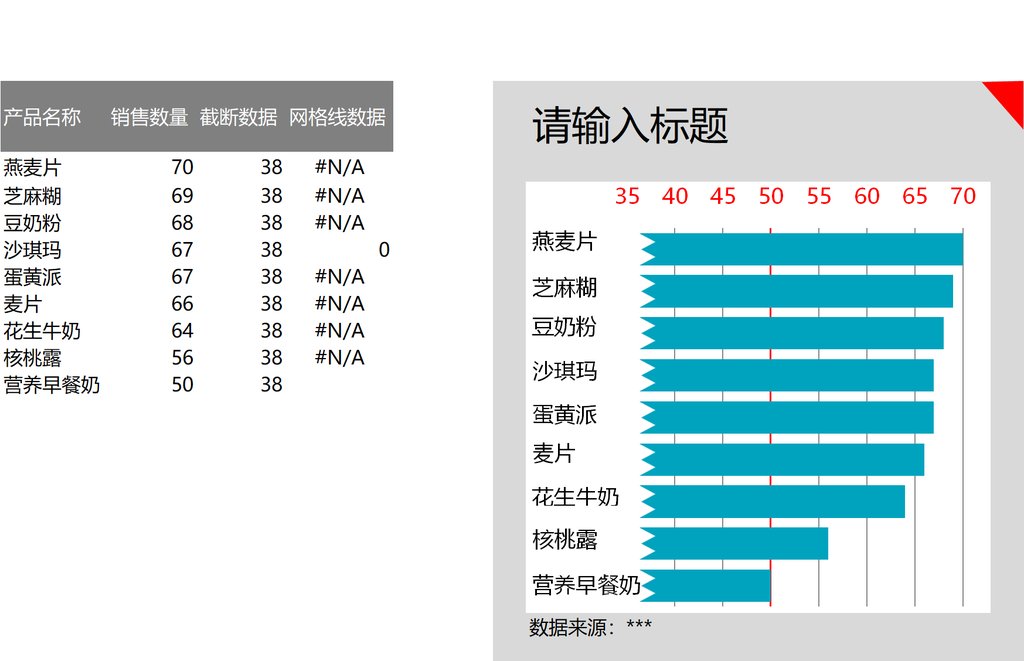 产品名称 销售数量 截断数据 网格线数据
燕麦片 70 38 #N/A
芝麻糊 69 38 #N/A
豆奶粉 68 38 #N/A
沙琪玛 67 38 0
蛋黄派 67 38 #N/A
麦片 66 38 #N/A
花生牛奶 64 38 #N/A
核桃露 56 38 #N/A
营养早餐奶 50 38
请输入标题
35 40 45 50 55 60 65 70
燕麦片
芝麻糊
豆奶粉
沙琪玛
蛋黄派
麦片
花生牛奶
核桃露
营养早餐奶
数据来源：***